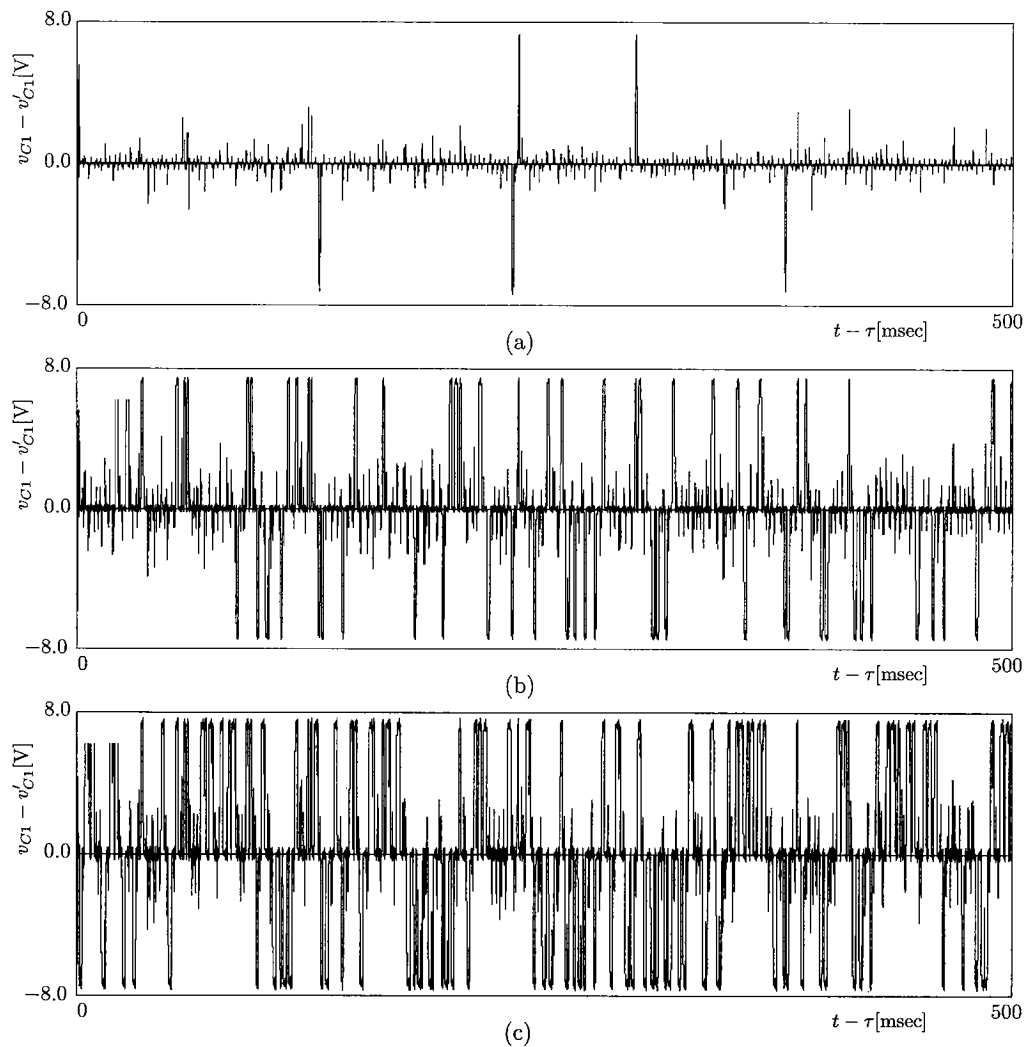 8.0
v_{C1} − v′_{C1}[V]
0.0
−8.0
0
t − τ[msec]
500
(a)
8.0
v_{C1} − v′_{C1}[V]
0.0
−8.0
0
t − τ[msec]
500
(b)
8.0
v_{C1} − v′_{C1}[V]
0.0
−8.0
0
t − τ[msec]
500
(c)